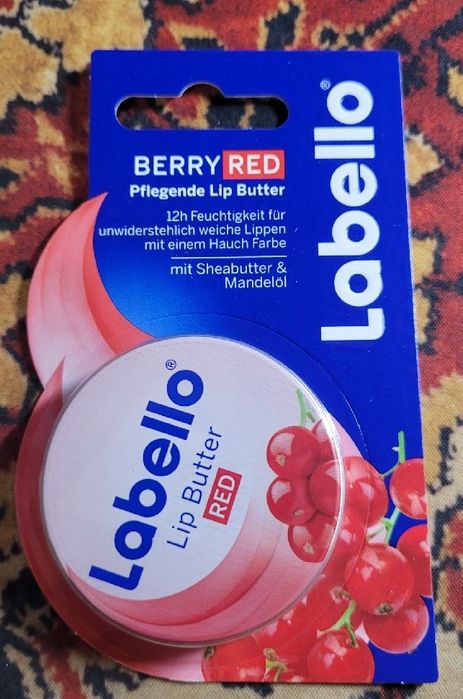 BERRY RED
Pflegende Lip Butter
12h Feuchtigkeit für
unwiderstehlich weiche Lippen
mit einem Hauch Farbe
mit Sheabutter &
Mandelöl
Labello®
Labello®
Lip Butter
RED